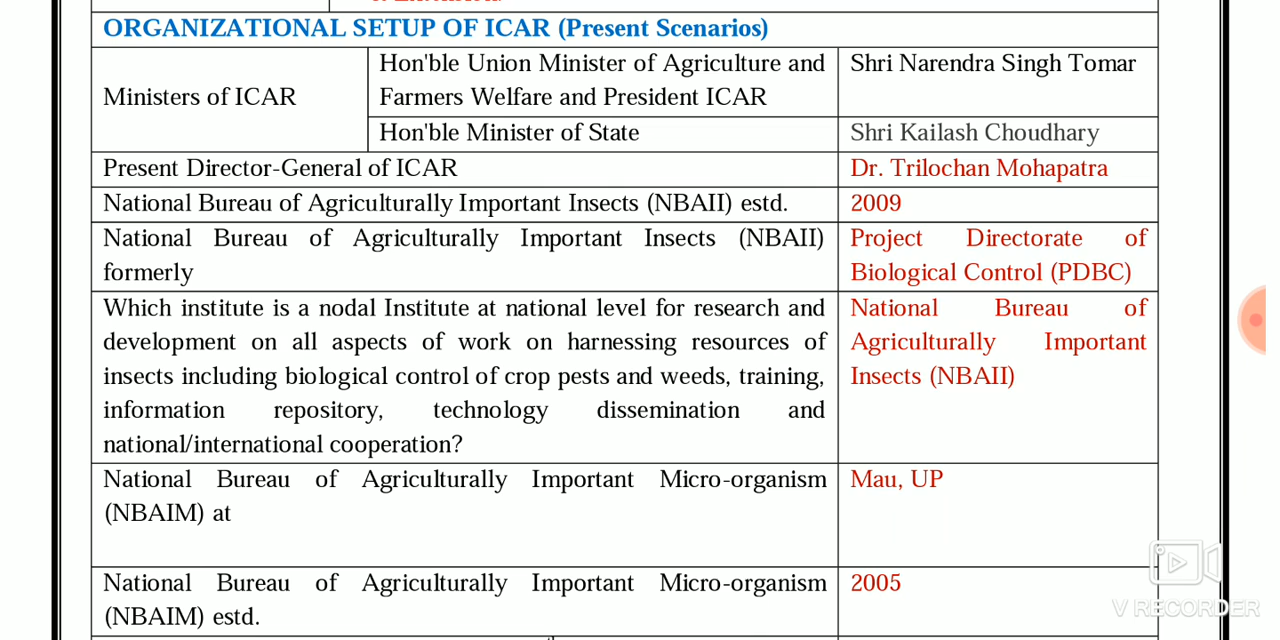 ORGANIZATIONAL SETUP OF ICAR (Present Scenarios)
Ministers of ICAR
Hon'ble Union Minister of Agriculture and
Farmers Welfare and President ICAR
Shri Narendra Singh Tomar
Hon'ble Minister of State
Shri Kailash Choudhary
Present Director-General of ICAR
Dr. Trilochan Mohapatra
National Bureau of Agriculturally Important Insects (NBAII) estd.
2009
National Bureau of Agriculturally Important Insects (NBAII)
formerly
Project Directorate of
Biological Control (PDBC)
Which institute is a nodal Institute at national level for research and
development on all aspects of work on harnessing resources of
insects including biological control of crop pests and weeds, training,
information repository, technology dissemination and
national/international cooperation?
National Bureau of
Agriculturally Important
Insects (NBAII)
National Bureau of Agriculturally Important Micro-organism
(NBAIM) at
Mau, UP
National Bureau of Agriculturally Important Micro-organism
(NBAIM) estd.
2005
V RECORDER